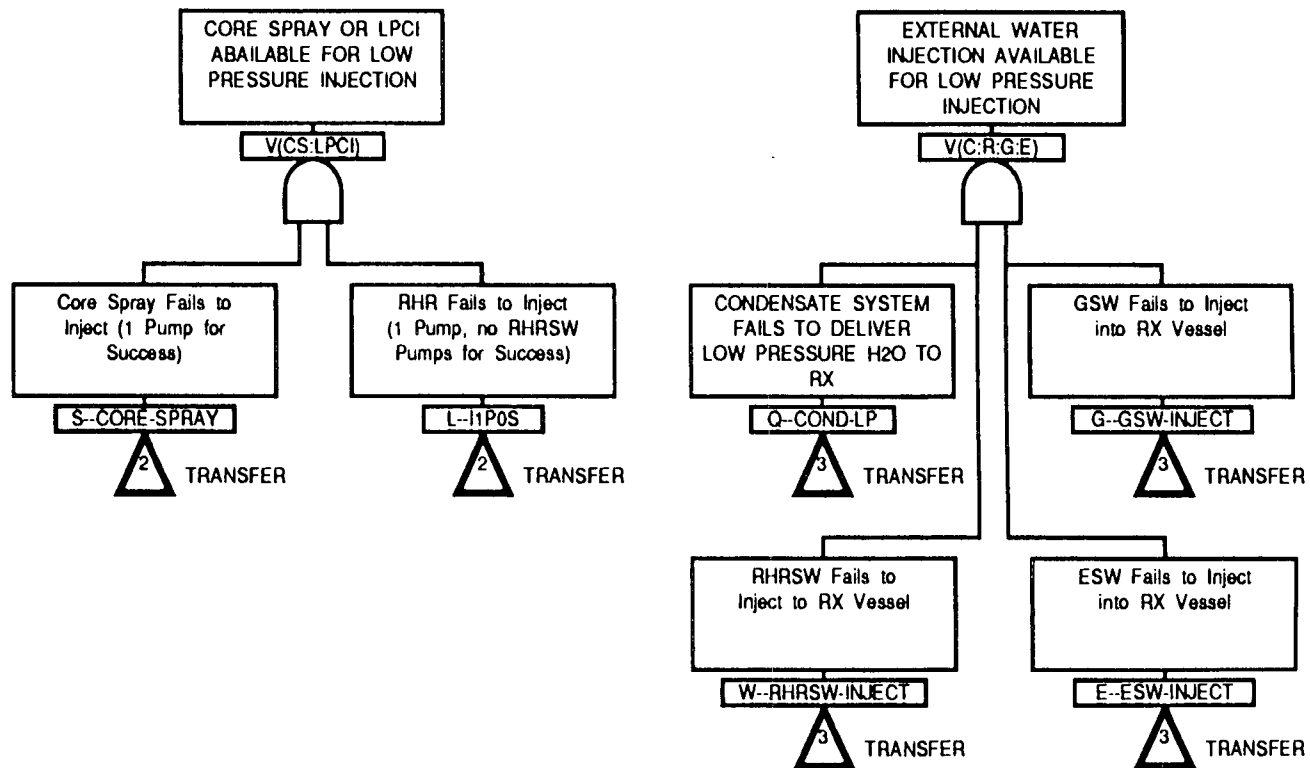 CORE SPRAY OR LPCI
ABAILABLE FOR LOW
PRESSURE INJECTION
V(CS:LPCI)
Core Spray Fails to
Inject (1 Pump for
Success)
S--CORE-SPRAY
2
TRANSFER
RHR Fails to Inject
(1 Pump, no RHRSW
Pumps for Success)
L--I1P0S
2
TRANSFER
EXTERNAL WATER
INJECTION AVAILABLE
FOR LOW PRESSURE
INJECTION
V(C:R:G:E)
CONDENSATE SYSTEM
FAILS TO DELIVER
LOW PRESSURE H2O TO
RX
Q--COND-LP
3
TRANSFER
GSW Fails to Inject
into RX Vessel
G--GSW-INJECT
3
TRANSFER
RHRSW Fails to
Inject to RX Vessel
W--RHRSW-INJECT
3
TRANSFER
ESW Fails to Inject
into RX Vessel
E--ESW-INJECT
3
TRANSFER